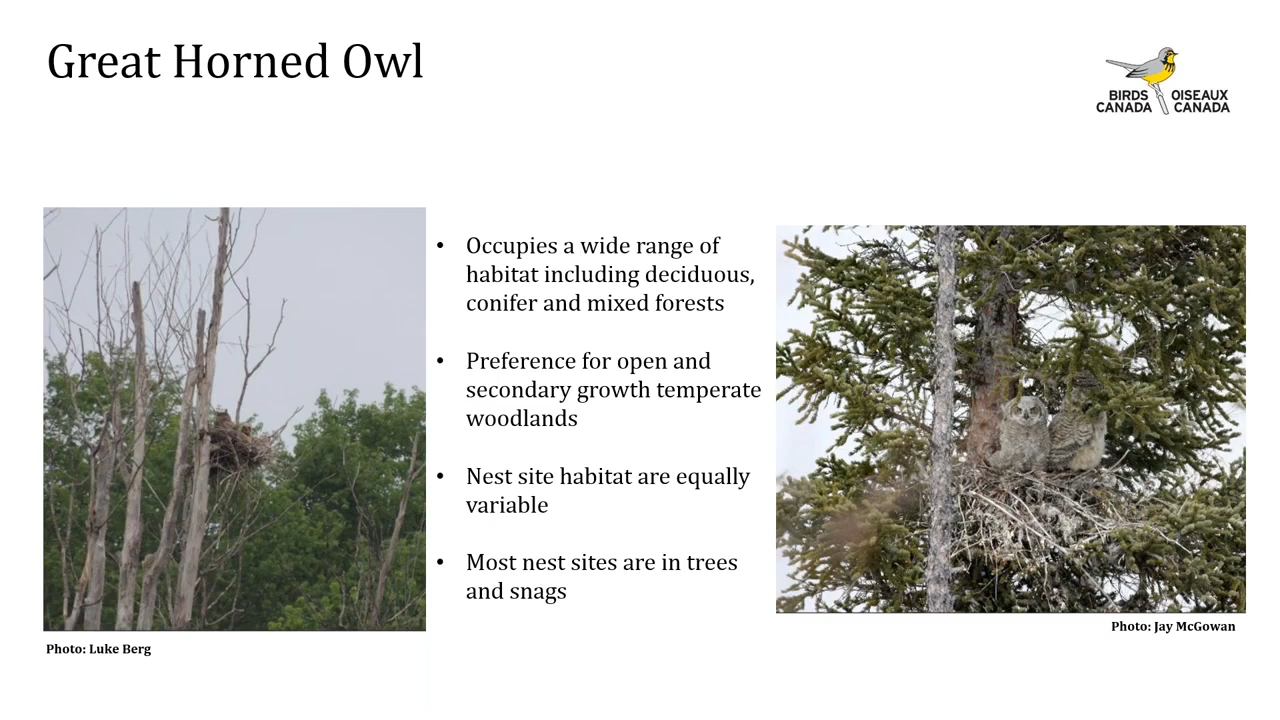 Great Horned Owl
BIRDS OISEAUX
CANADA CANADA
• Occupies a wide range of
habitat including deciduous,
conifer and mixed forests
• Preference for open and
secondary growth temperate
woodlands
• Nest site habitat are equally
variable
• Most nest sites are in trees
and snags
Photo: Luke Berg
Photo: Jay McGowan